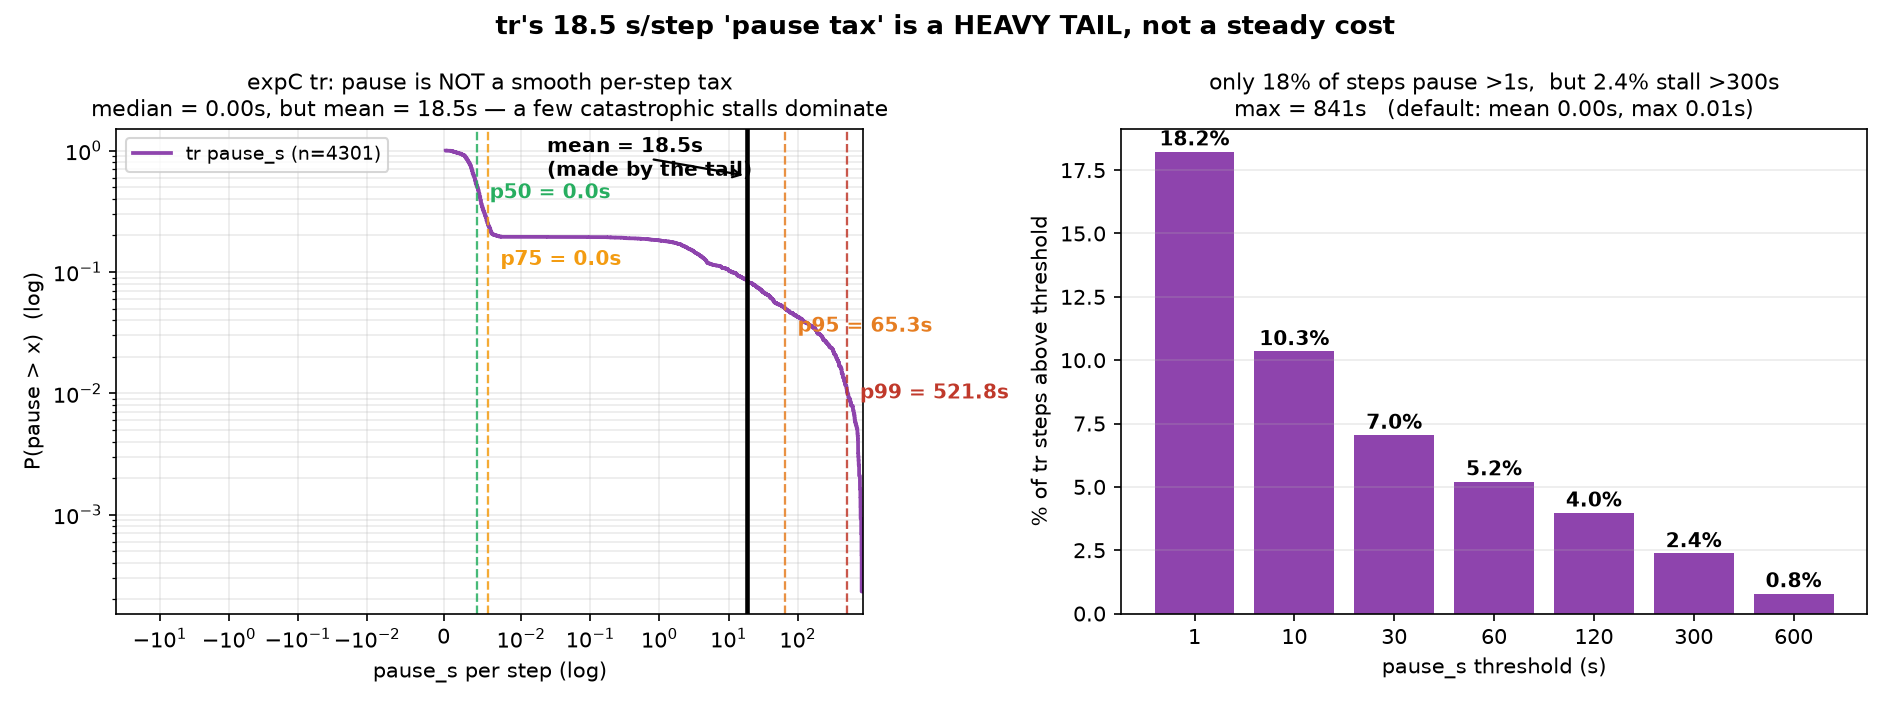 tr's 18.5 s/step 'pause tax' is a HEAVY TAIL, not a steady cost
expC tr: pause is NOT a smooth per-step tax
median = 0.00s, but mean = 18.5s — a few catastrophic stalls dominate
tr pause_s (n=4301)
mean = 18.5s
(made by the tail)
p50 = 0.0s
p75 = 0.0s
p95 = 65.3s
p99 = 521.8s
P(pause > x)  (log)
10⁰
10⁻¹
10⁻²
10⁻³
−10¹ −10⁰ −10⁻¹ −10⁻² 0 10⁻² 10⁻¹ 10⁰ 10¹ 10²
pause_s per step (log)
only 18% of steps pause >1s,  but 2.4% stall >300s
max = 841s   (default: mean 0.00s, max 0.01s)
% of tr steps above threshold
17.5
15.0
12.5
10.0
7.5
5.0
2.5
0.0
18.2%
10.3%
7.0%
5.2%
4.0%
2.4%
0.8%
1 10 30 60 120 300 600
pause_s threshold (s)